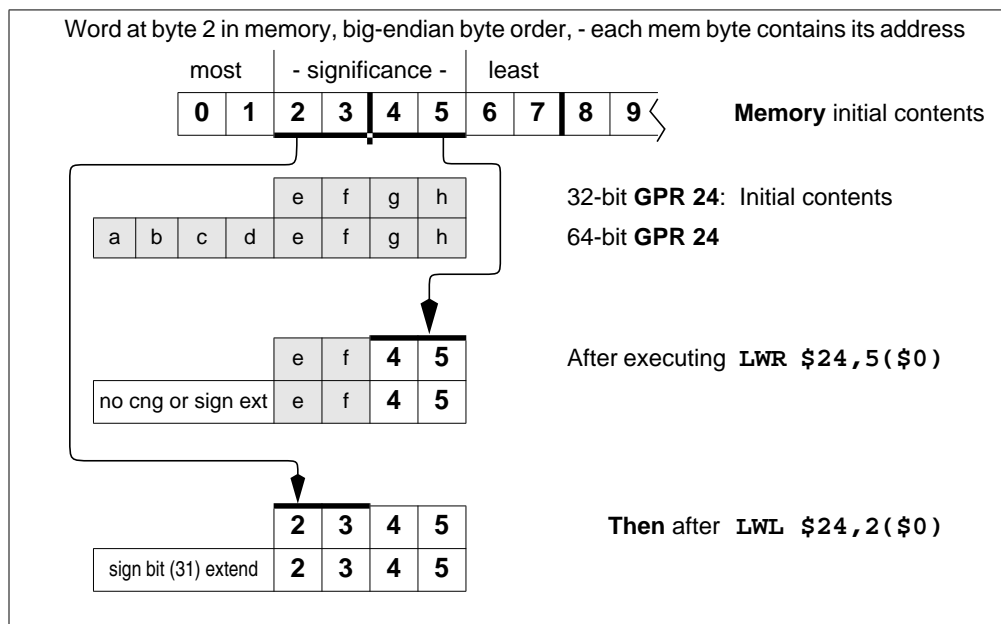 Word at byte 2 in memory, big-endian byte order, - each mem byte contains its address
most - significance - least
0 1 2 3 4 5 6 7 8 9 Memory initial contents
e f g h 32-bit GPR 24: Initial contents
a b c d e f g h 64-bit GPR 24
e f 4 5 After executing LWR $24,5($0)
no cng or sign ext e f 4 5
2 3 4 5 Then after LWL $24,2($0)
sign bit (31) extend 2 3 4 5